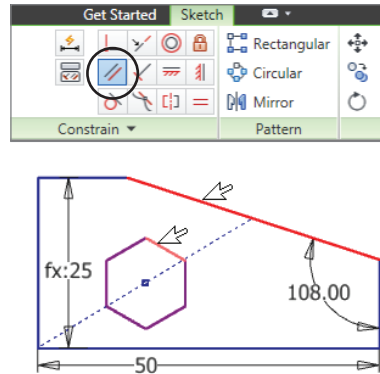 Get Started Sketch
Rectangular
Circular
Mirror
Constrain Pattern
fx:25
108.00
50